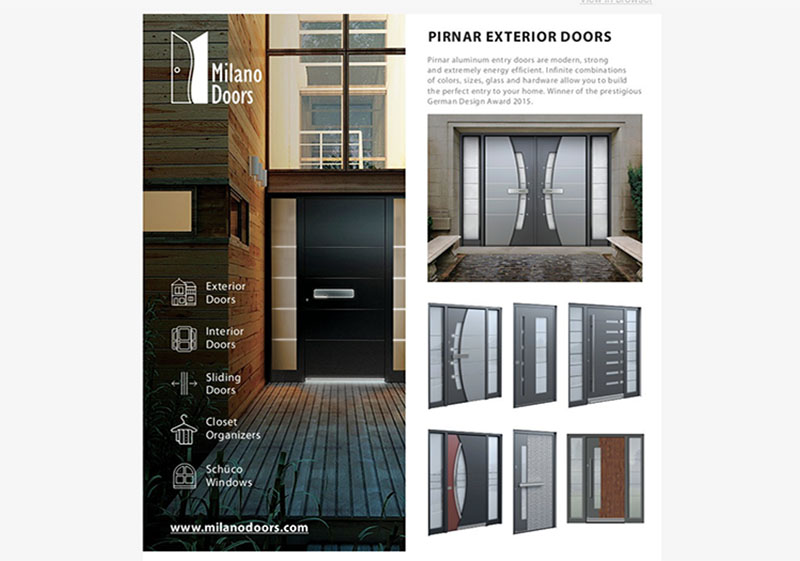 View in Browser
Milano
Doors
Exterior
Doors
Interior
Doors
Sliding
Doors
Closet
Organizers
Schüco
Windows
www.milanodoors.com
PIRNAR EXTERIOR DOORS
Pirnar aluminum entry doors are modern, strong
and extremely energy efficient. Infinite combinations
of colors, sizes, glass and hardware allow you to build
the perfect entry to your home. Winner of the prestigious
German Design Award 2015.